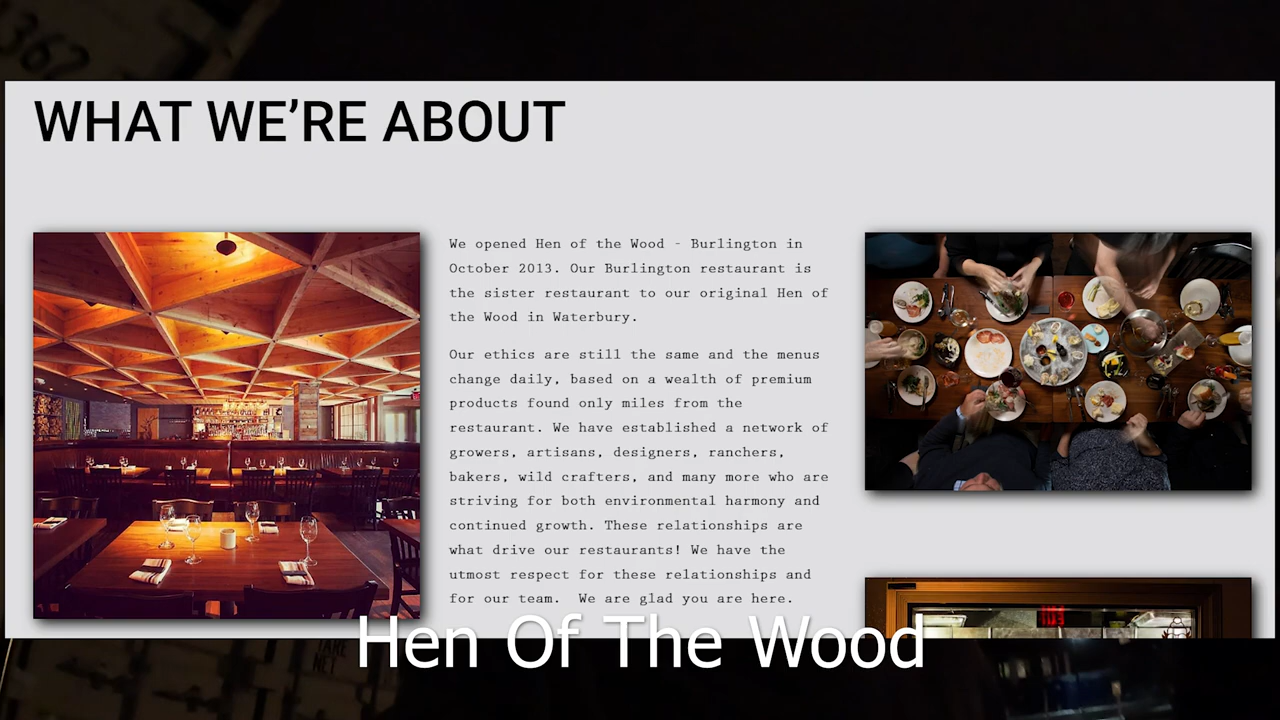 1362
WHAT WE’RE ABOUT
We opened Hen of the Wood - Burlington in
October 2013. Our Burlington restaurant is
the sister restaurant to our original Hen of
the Wood in Waterbury.
Our ethics are still the same and the menus
change daily, based on a wealth of premium
products found only miles from the
restaurant. We have established a network of
growers, artisans, designers, ranchers,
bakers, wild crafters, and many more who are
striving for both environmental harmony and
continued growth. These relationships are
what drive our restaurants! We have the
utmost respect for these relationships and
for our team.  We are glad you are here.
Hen Of The Wood
TARE
NET